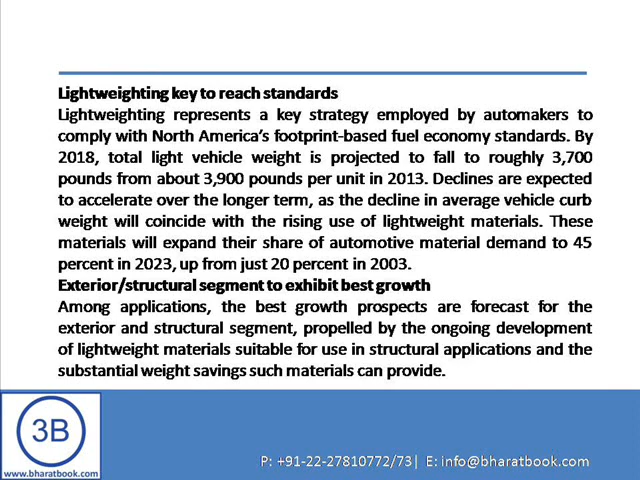 Lightweighting key to reach standards
Lightweighting represents a key strategy employed by automakers to
comply with North America's footprint-based fuel economy standards. By
2018, total light vehicle weight is projected to fall to roughly 3,700
pounds from about 3,900 pounds per unit in 2013. Declines are expected
to accelerate over the longer term, as the decline in average vehicle curb
weight will coincide with the rising use of lightweight materials. These
materials will expand their share of automotive material demand to 45
percent in 2023, up from just 20 percent in 2003.
Exterior/structural segment to exhibit best growth
Among applications, the best growth prospects are forecast for the
exterior and structural segment, propelled by the ongoing development
of lightweight materials suitable for use in structural applications and the
substantial weight savings such materials can provide.
3B
www.bharatbook.com
P: +91-22-27810772/73| E: info@bharatbook.com